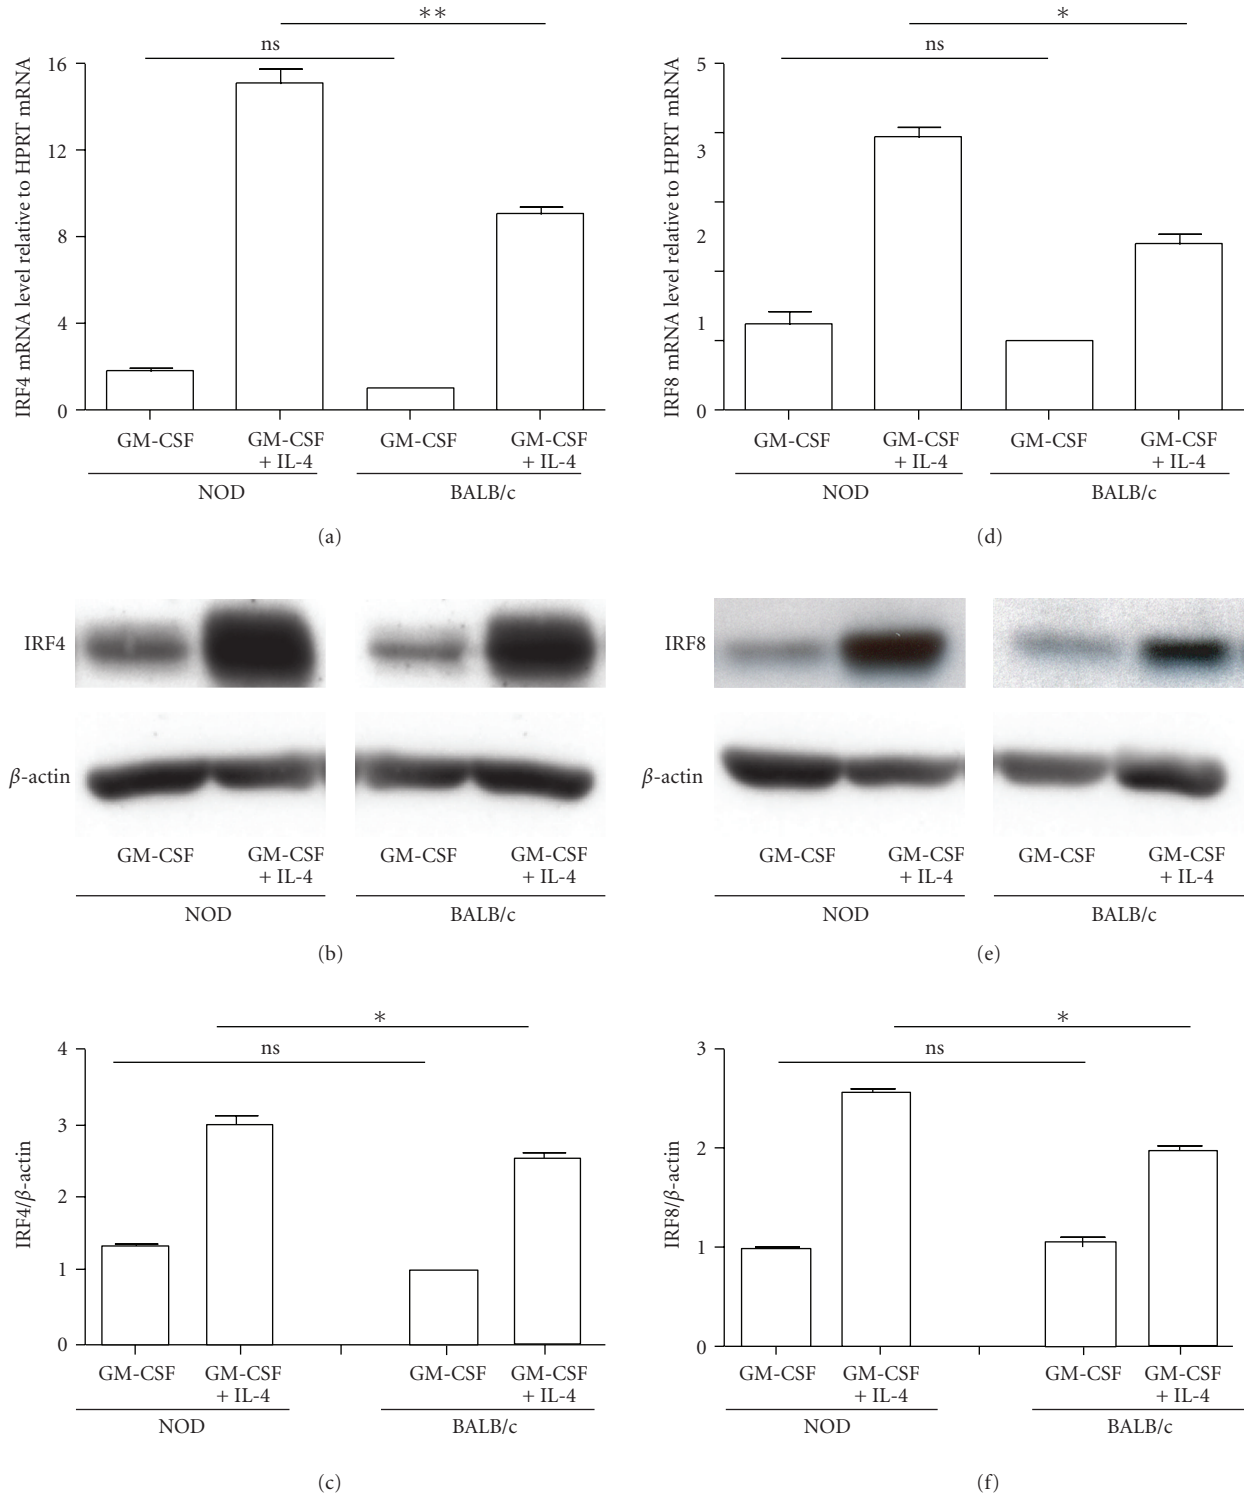 **
ns
16
12
8
4
0
IRF4 mRNA level relative to HPRT mRNA
GM-CSF
GM-CSF
+ IL-4
GM-CSF
GM-CSF
+ IL-4
NOD
BALB/c
(a)
*
ns
5
3
2
1
0
IRF8 mRNA level relative to HPRT mRNA
GM-CSF
GM-CSF
+ IL-4
GM-CSF
GM-CSF
+ IL-4
NOD
BALB/c
(d)
IRF4
β-actin
GM-CSF
GM-CSF
+ IL-4
GM-CSF
GM-CSF
+ IL-4
NOD
BALB/c
(b)
IRF8
β-actin
GM-CSF
GM-CSF
+ IL-4
GM-CSF
GM-CSF
+ IL-4
NOD
BALB/c
(e)
*
ns
4
3
2
1
0
IRF4/β-actin
GM-CSF
GM-CSF
+ IL-4
GM-CSF
GM-CSF
+ IL-4
NOD
BALB/c
(c)
*
ns
3
2
1
0
IRF8/β-actin
GM-CSF
GM-CSF
+ IL-4
GM-CSF
GM-CSF
+ IL-4
NOD
BALB/c
(f)